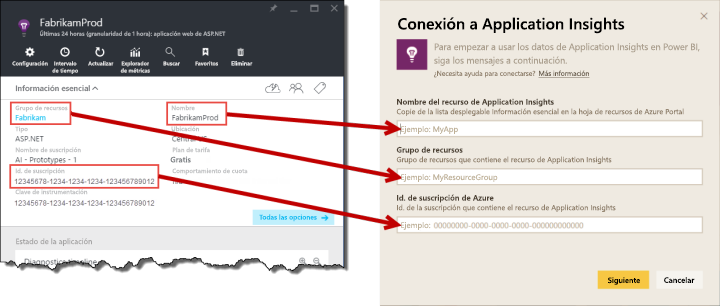 FabrikamProd
Últimas 24 horas (granularidad de 1 hora): aplicación web de ASP.NET
Configuración
Intervalo de tiempo
Actualizar
Explorador de métricas
Buscar
Favoritos
Eliminar
Información esencial
Grupo de recursos
Fabrikam
Nombre
FabrikamProd
Tipo
ASP.NET
Ubicación
Nombre de suscripción
AI - Prototypes - 1
Plan de tarifa
Gratis
Id. de suscripción
12345678-1234-1234-1234-123456789012
Comportamiento de cuota
Clave de instrumentación
12345678-1234-1234-1234-123456789012
Todas las opciones →
Estado de la aplicación
Conexión a Application Insights
Para empezar a usar los datos de Application Insights en Power BI,
siga los mensajes a continuación.
¿Necesita ayuda para conectarse? Más información
Nombre del recurso de Application Insights
Copie de la lista desplegable Información esencial en la hoja de recursos de Azure Portal
Ejemplo: MyApp
Grupo de recursos
Grupo de recursos que contiene el recurso de Application Insights
Ejemplo: MyResourceGroup
Id. de suscripción de Azure
Id. de la suscripción que contiene el recurso de Application Insights
Ejemplo: 00000000-0000-0000-0000-000000000000
Siguiente
Cancelar